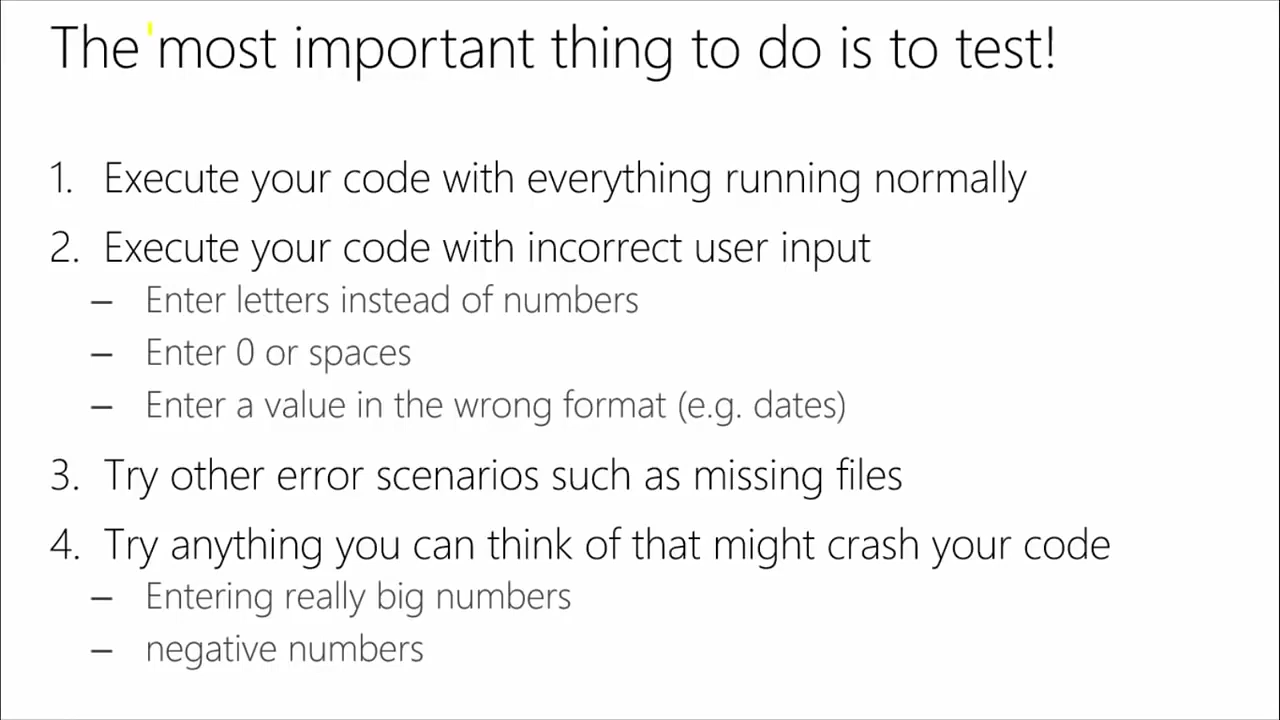 The most important thing to do is to test!
1. Execute your code with everything running normally
2. Execute your code with incorrect user input
– Enter letters instead of numbers
– Enter 0 or spaces
– Enter a value in the wrong format (e.g. dates)
3. Try other error scenarios such as missing files
4. Try anything you can think of that might crash your code
– Entering really big numbers
– negative numbers